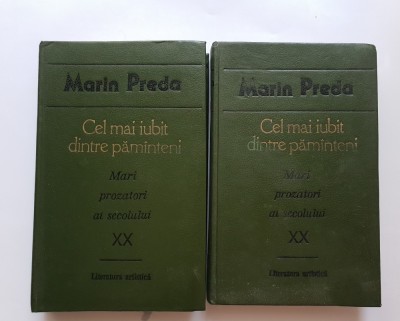 Marin Preda
Cel mai iubit
dintre pămînteni
Mari
prozatori
ai secolului
XX
Literatura artistică
Marin Preda
Cel mai iubit
dintre pămînteni
Mari
prozatori
ai secolului
XX
Literatura artistică